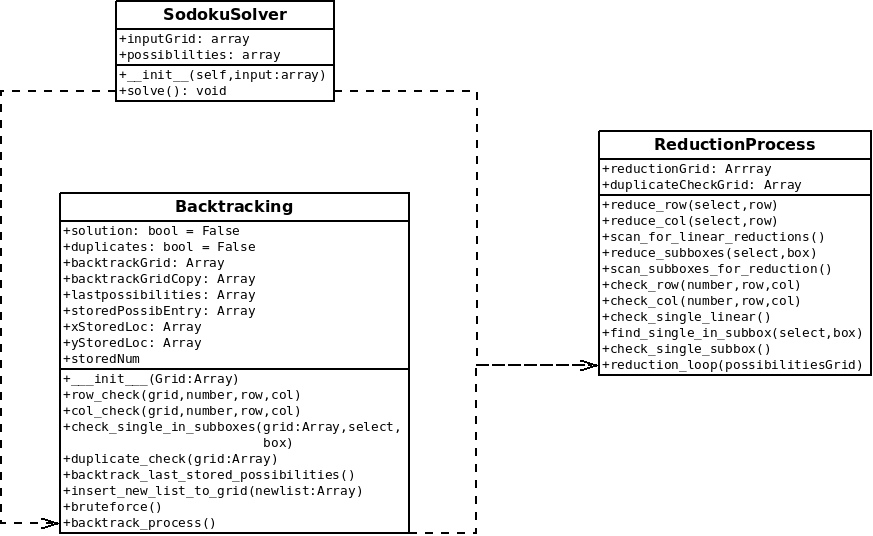 SodokuSolver
+inputGrid: array
+possiblilties: array
+__init__(self,input:array)
+solve(): void
ReductionProcess
+reductionGrid: Arrray
+duplicateCheckGrid: Array
+reduce_row(select,row)
+reduce_col(select,row)
+scan_for_linear_reductions()
+reduce_subboxes(select,box)
+scan_subboxes_for_reduction()
+check_row(number,row,col)
+check_col(number,row,col)
+check_single_linear()
+find_single_in_subbox(select,box)
+check_single_subbox()
+reduction_loop(possibilitiesGrid)
Backtracking
+solution: bool = False
+duplicates: bool = False
+backtrackGrid: Array
+backtrackGridCopy: Array
+lastpossibilities: Array
+storedPossibEntry: Array
+xStoredLoc: Array
+yStoredLoc: Array
+storedNum
+___init___(Grid:Array)
+row_check(grid,number,row,col)
+col_check(grid,number,row,col)
+check_single_in_subboxes(grid:Array,select,
box)
+duplicate_check(grid:Array)
+backtrack_last_stored_possibilities()
+insert_new_list_to_grid(newlist:Array)
+bruteforce()
+backtrack_process()